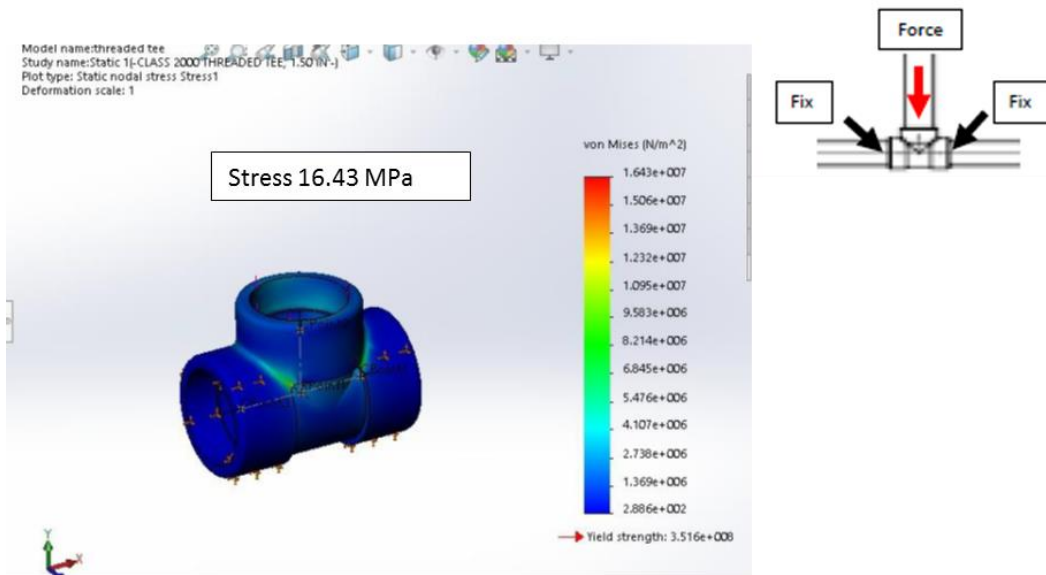 Model name:threaded tee
Study name:Static 1(-CLASS 2000 THREADED TEE, 1.50 IN-)
Plot type: Static nodal stress Stress1
Deformation scale: 1
Force
Fix
Fix
Stress 16.43 MPa
von Mises (N/m^2)
1.643e+007
1.506e+007
1.369e+007
1.232e+007
1.095e+007
9.583e+006
8.214e+006
6.845e+006
5.476e+006
4.107e+006
2.738e+006
1.369e+006
2.886e+002
Yield strength: 3.516e+008
Y
X